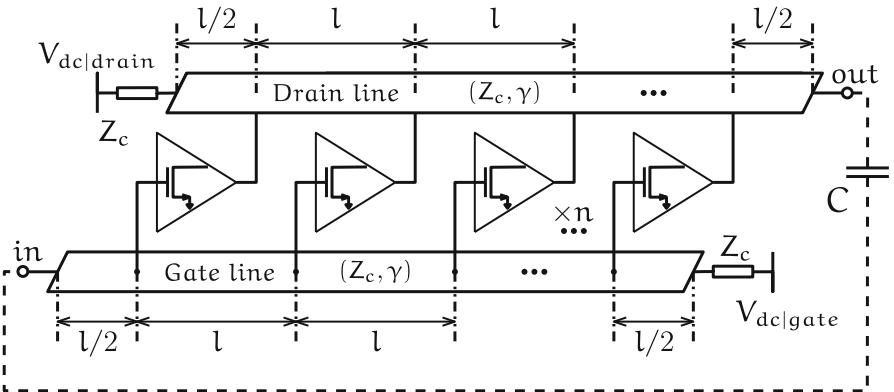 l/2 l l l/2
V_dc|drain
out
Drain line (Z_c, γ) •••
Z_c
C
×n
•••
in
Z_c
Gate line (Z_c, γ) •••
V_dc|gate
l/2 l l l/2